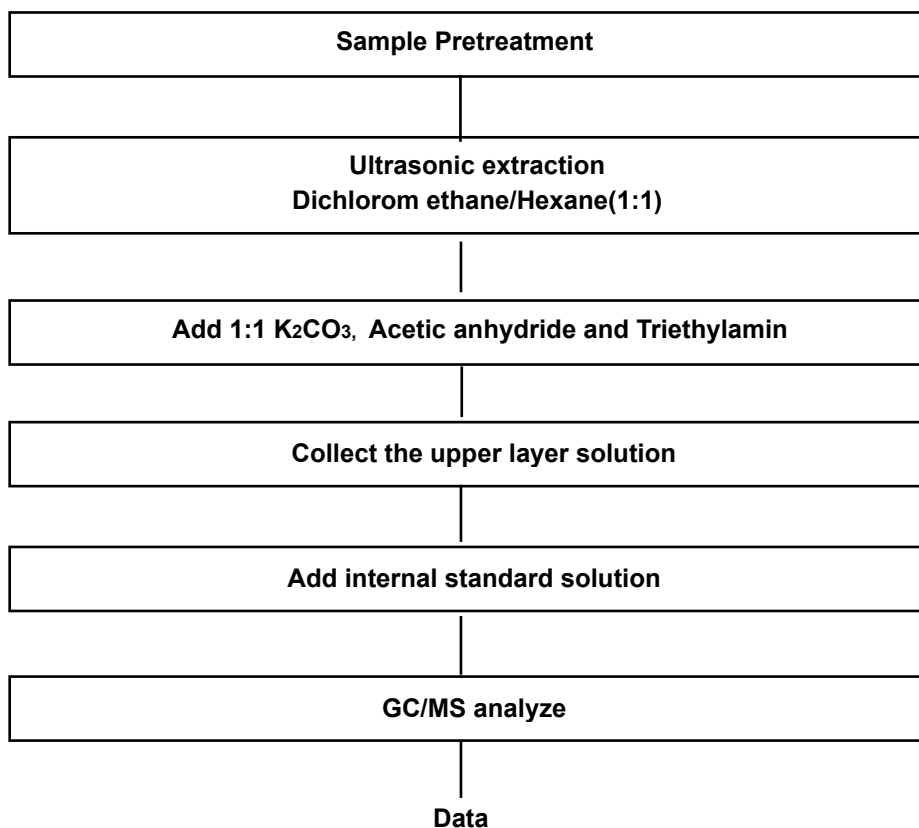 Sample Pretreatment
Ultrasonic extraction
Dichlorom ethane/Hexane(1:1)
Add 1:1 K₂CO₃, Acetic anhydride and Triethylamin
Collect the upper layer solution
Add internal standard solution
GC/MS analyze
Data